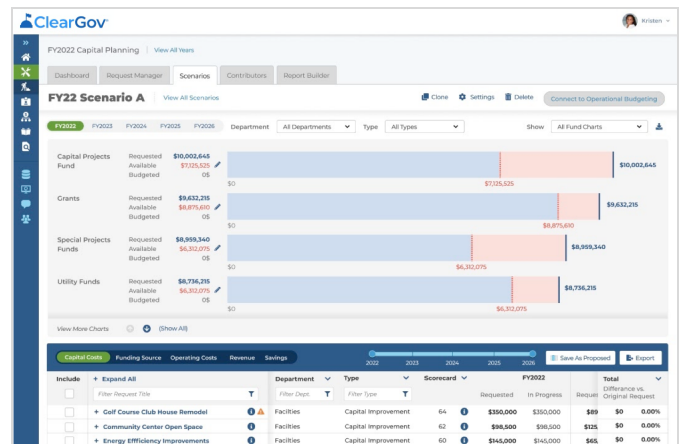 ClearGov
Kristen
FY2022 Capital Planning | View All Years
Dashboard Request Manager Scenarios Contributors Report Builder
FY22 Scenario A | View All Scenarios Clone Settings Delete Connect to Operational Budgeting
FY2022 FY2023 FY2024 FY2025 FY2026 Department All Departments Type All Types Show All Fund Charts
Capital Projects Fund Requested $10,002,645
Available $7,125,525
Budgeted 0$
$10,002,645
$0 $7,125,525
Grants Requested $9,632,215
Available $8,875,610
Budgeted 0$
$9,632,215
$0 $8,875,610
Special Projects Funds Requested $8,959,340
Available $6,312,075
Budgeted 0$
$8,959,340
$0 $6,312,075
Utility Funds Requested $8,736,215
Available $6,312,075
Budgeted 0$
$8,736,215
$0 $6,312,075
View More Charts (Show All)
Capital Costs Funding Source Operating Costs Revenue Savings 2022 2023 2024 2025 2026 Save As Proposed Export
Include + Expand All Department Type Scorecard FY2022 Total
Filter Request Title Filter Dept. Filter Type Requested In Progress Reques Difference vs. Original Request
+ Golf Course Club House Remodel Facilities Capital Improvement 64 $350,000 $350,000 $89 $0 0.00%
+ Community Center Open Space Facilities Capital Improvement 62 $98,500 $98,500 $125 $0 0.00%
+ Energy Effficiency Improvements Facilities Capital Improvement 60 $145,000 $145,000 $65 $0 0.00%